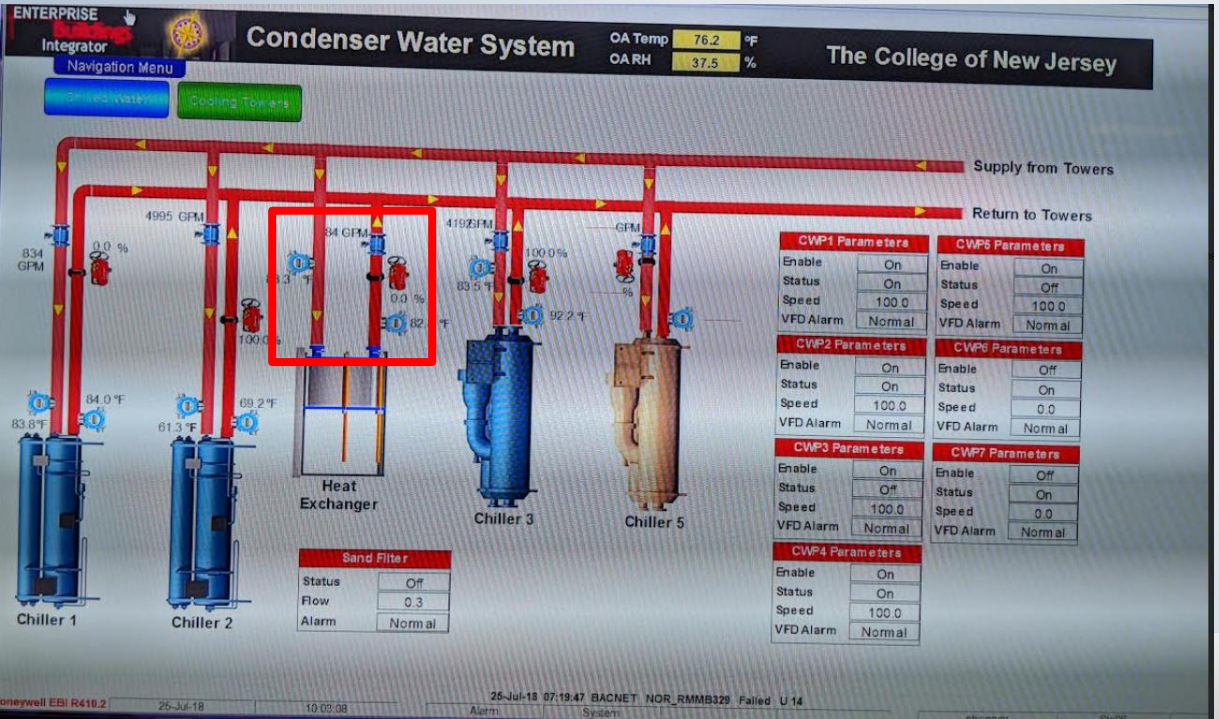 ENTERPRISE
Buildings
Integrator
Condenser Water System
OA Temp 76.2 °F
OA RH 37.5 %
The College of New Jersey
Navigation Menu
Chilled Water
Cooling Towers
Supply from Towers
Return to Towers
4995 GPM
84 GPM
GPM
834
GPM
0.0 %
100.0%
83.5 °F
0.0 %
%
92.2 °F
100.0%
84.0 °F
83.8°F
69.2°F
61.3 °F
Heat
Exchanger
Chiller 1
Chiller 2
Chiller 3
Chiller 5
Sand Filter
Status Off
Flow 0.3
Alarm Normal
CWP1 Parameters
Enable On
Status On
Speed 100.0
VFD Alarm Normal
CWP2 Parameters
Enable On
Status On
Speed 100.0
VFD Alarm Normal
CWP3 Parameters
Enable On
Status Off
Speed 100.0
VFD Alarm Normal
CWP4 Parameters
Enable On
Status On
Speed 100.0
VFD Alarm Normal
CWP5 Parameters
Enable On
Status Off
Speed 100.0
VFD Alarm Normal
CWP6 Parameters
Enable Off
Status On
Speed 0.0
VFD Alarm Normal
CWP7 Parameters
Enable Off
Status On
Speed 0.0
VFD Alarm Normal
25-Jul-18 07:19:47 BACNET NOR_RMMB329 Failed U 14
oneywell EBI R410.2 25-Jul-18 10:03:08 Alarm System